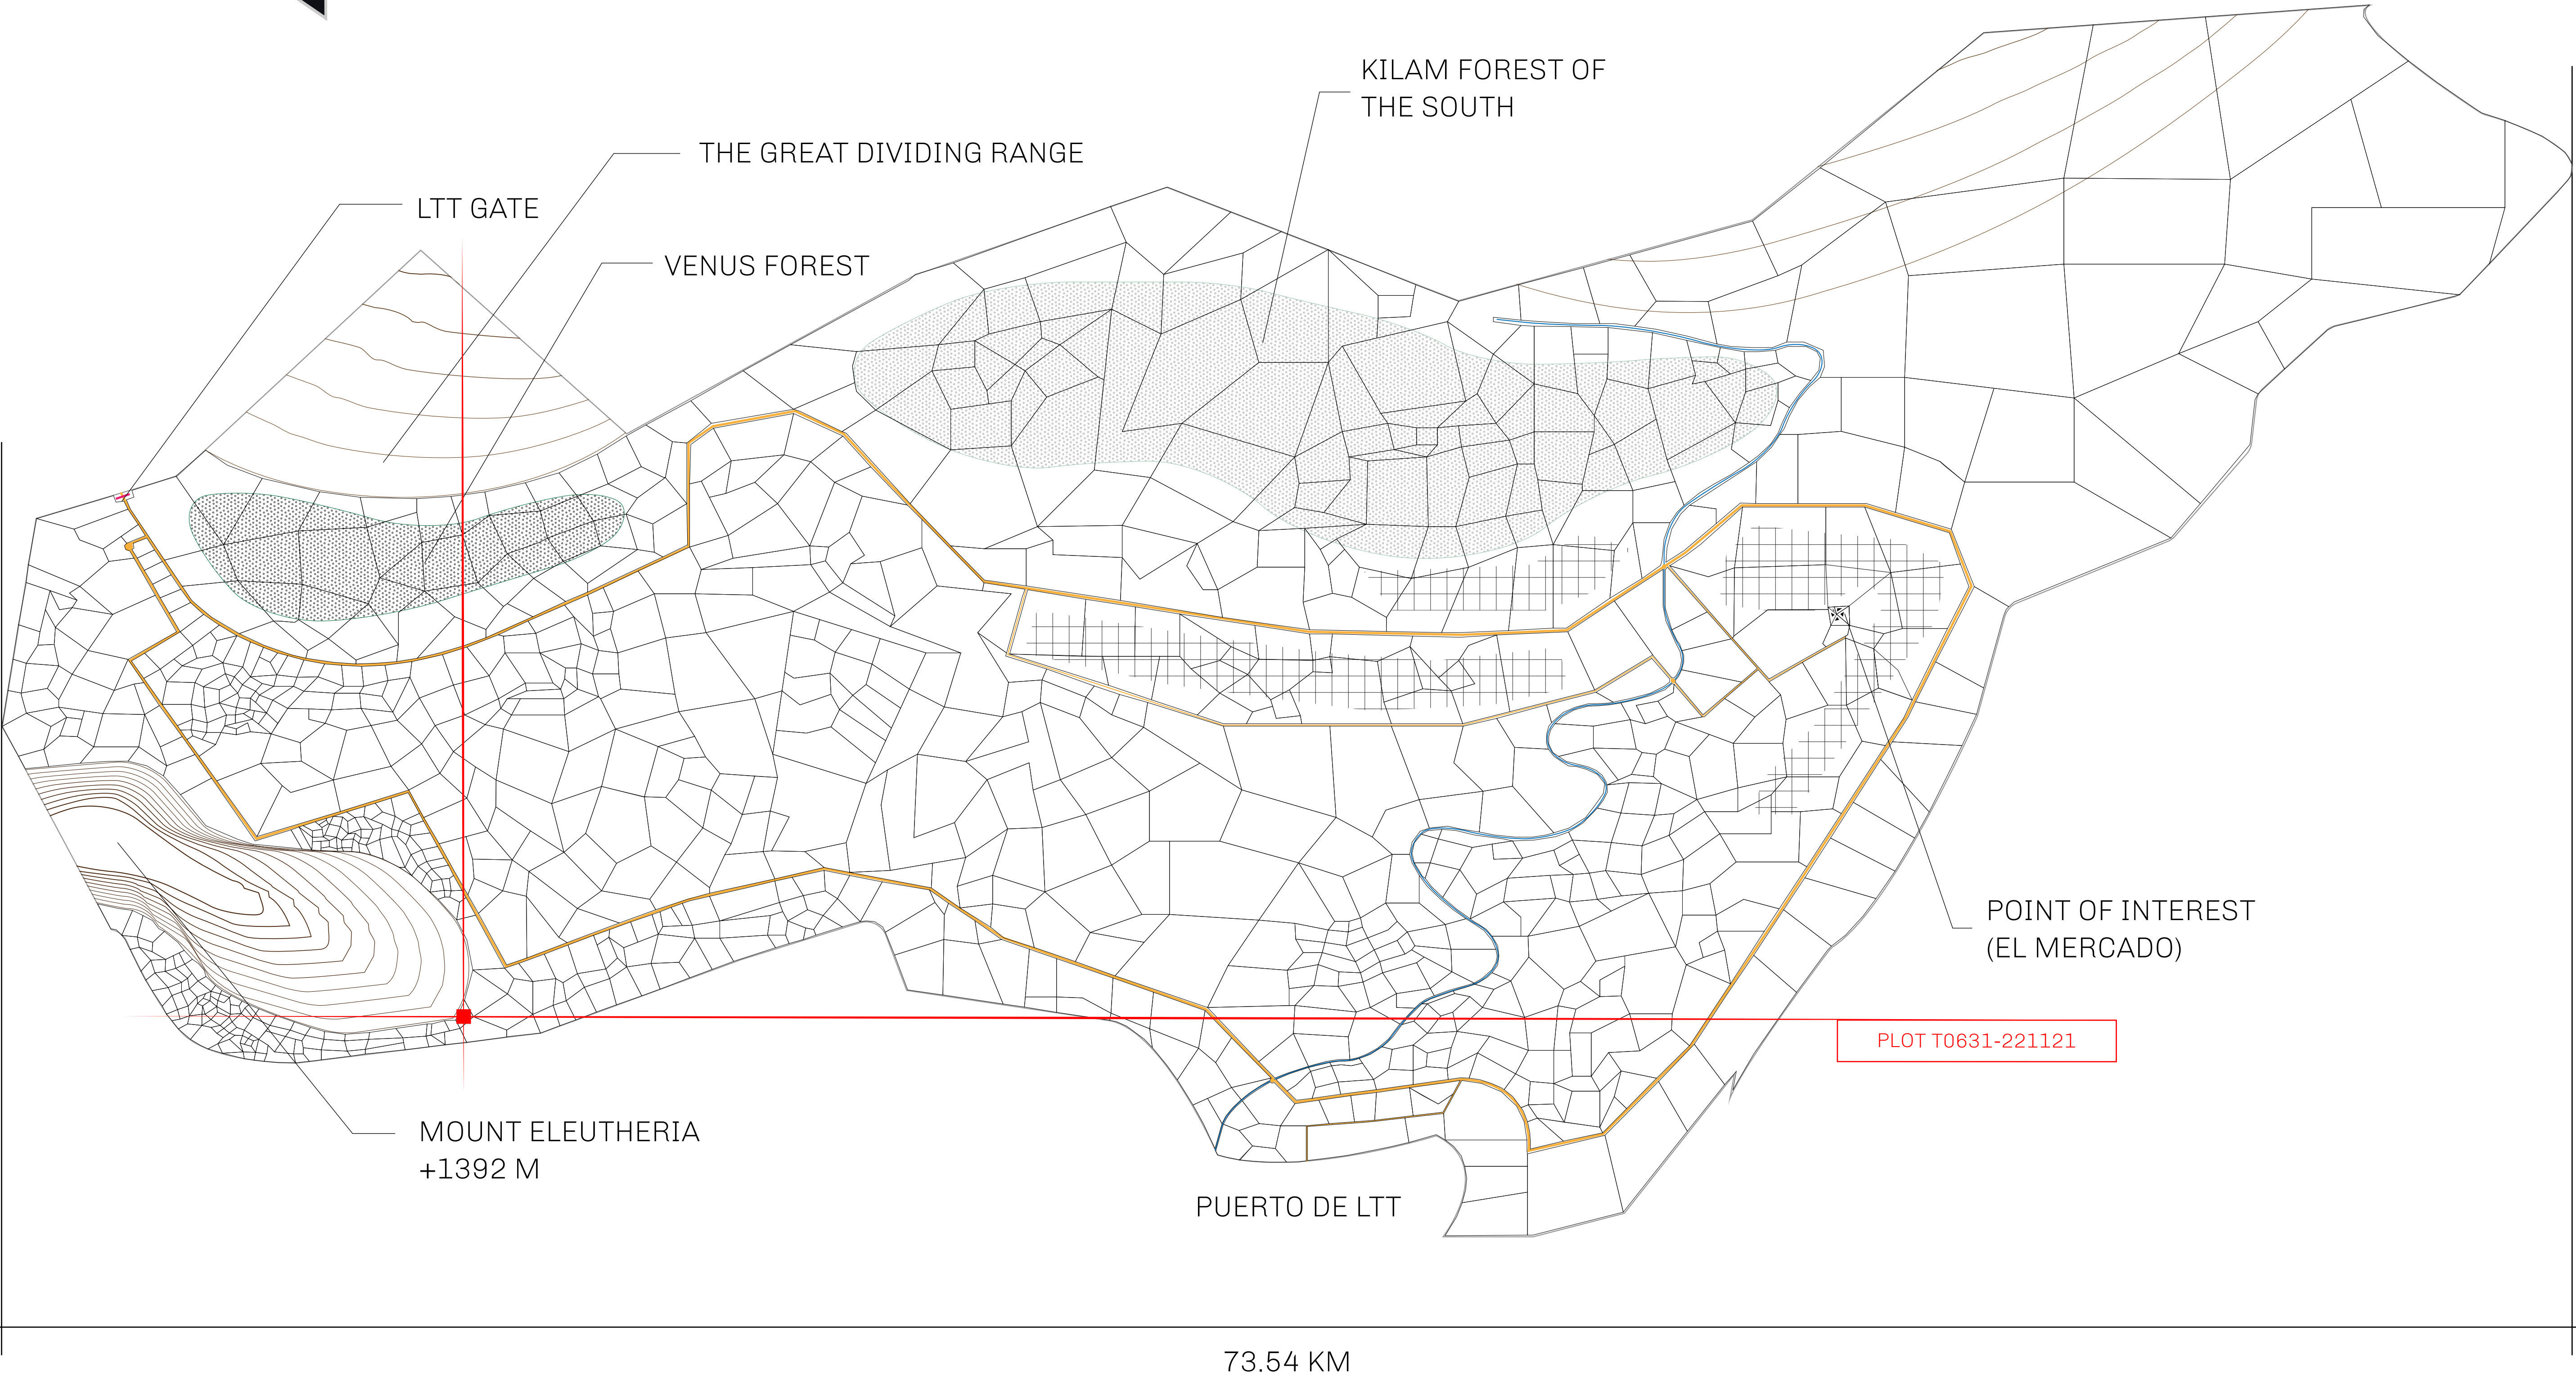 KILAM FOREST OF
THE SOUTH
THE GREAT DIVIDING RANGE
LTT GATE
VENUS FOREST
POINT OF INTEREST
(EL MERCADO)
PLOT T0631-221121
MOUNT ELEUTHERIA
+1392 M
PUERTO DE LTT
73.54 KM